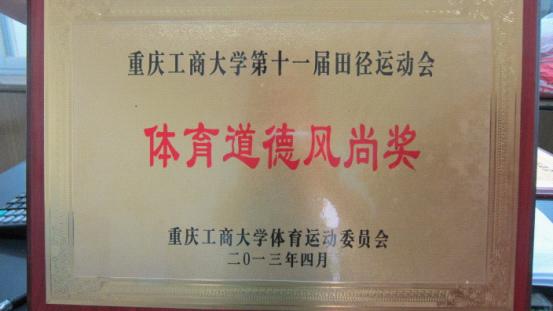 重庆工商大学第十一届田径运动会
体育道德风尚奖
重庆工商大学体育运动委员会
二〇一三年四月